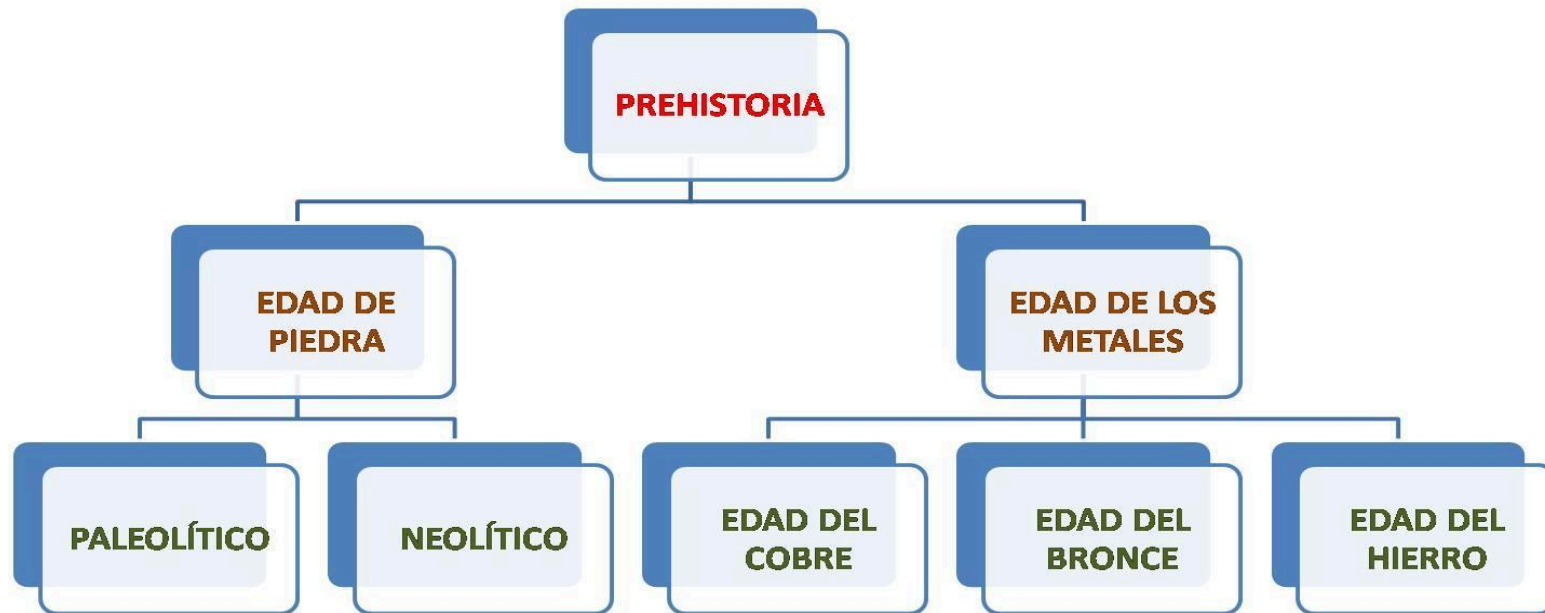 PREHISTORIA
EDAD DE
PIEDRA
EDAD DE LOS
METALES
PALEOLÍTICO
NEOLÍTICO
EDAD DEL
COBRE
EDAD DEL
BRONCE
EDAD DEL
HIERRO